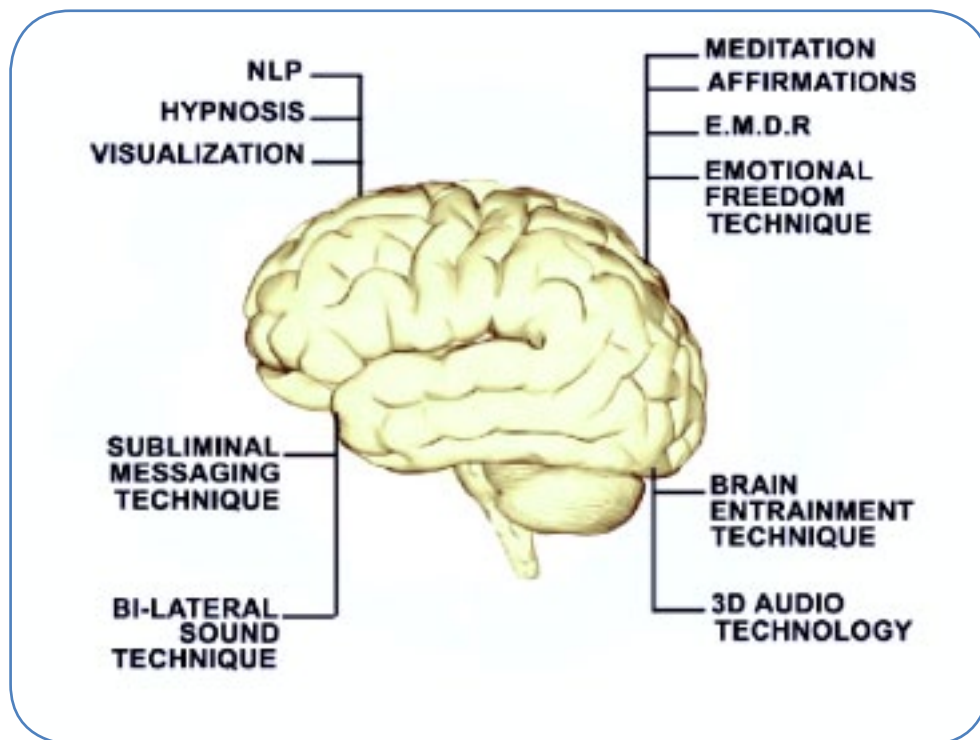 NLP
HYPNOSIS
VISUALIZATION
MEDITATION
AFFIRMATIONS
E.M.D.R
EMOTIONAL
FREEDOM
TECHNIQUE
SUBLIMINAL
MESSAGING
TECHNIQUE
BI-LATERAL
SOUND
TECHNIQUE
BRAIN
ENTRAINMENT
TECHNIQUE
3D AUDIO
TECHNOLOGY